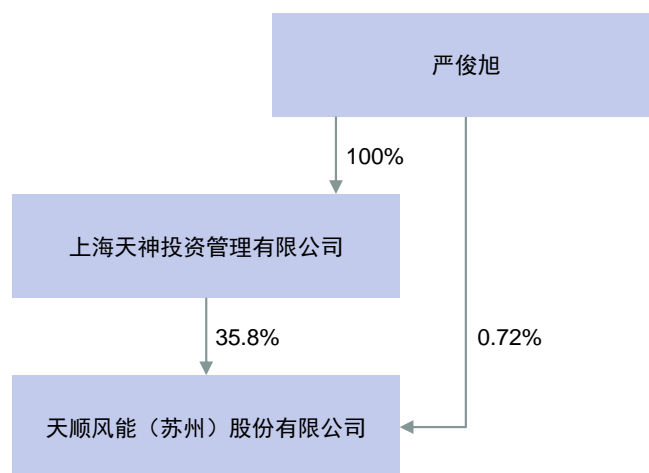 严俊旭
100%
上海天神投资管理有限公司
35.8%
0.72%
天顺风能（苏州）股份有限公司